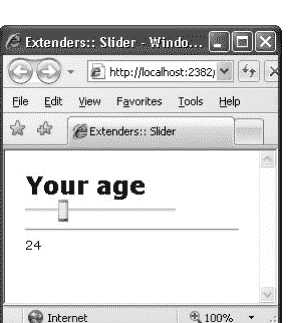 Extenders:: Slider - Windo...
http://localhost:2382/
File Edit View Favorites Tools Help
Extenders:: Slider
Your age
24
Internet 100%